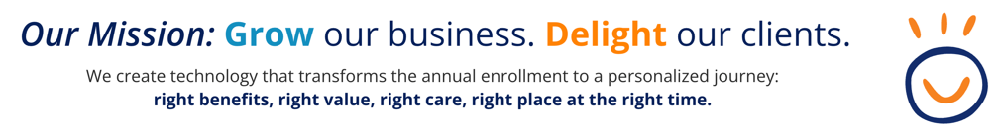 Our Mission: Grow our business. Delight our clients.
We create technology that transforms the annual enrollment to a personalized journey:
right benefits, right value, right care, right place at the right time.